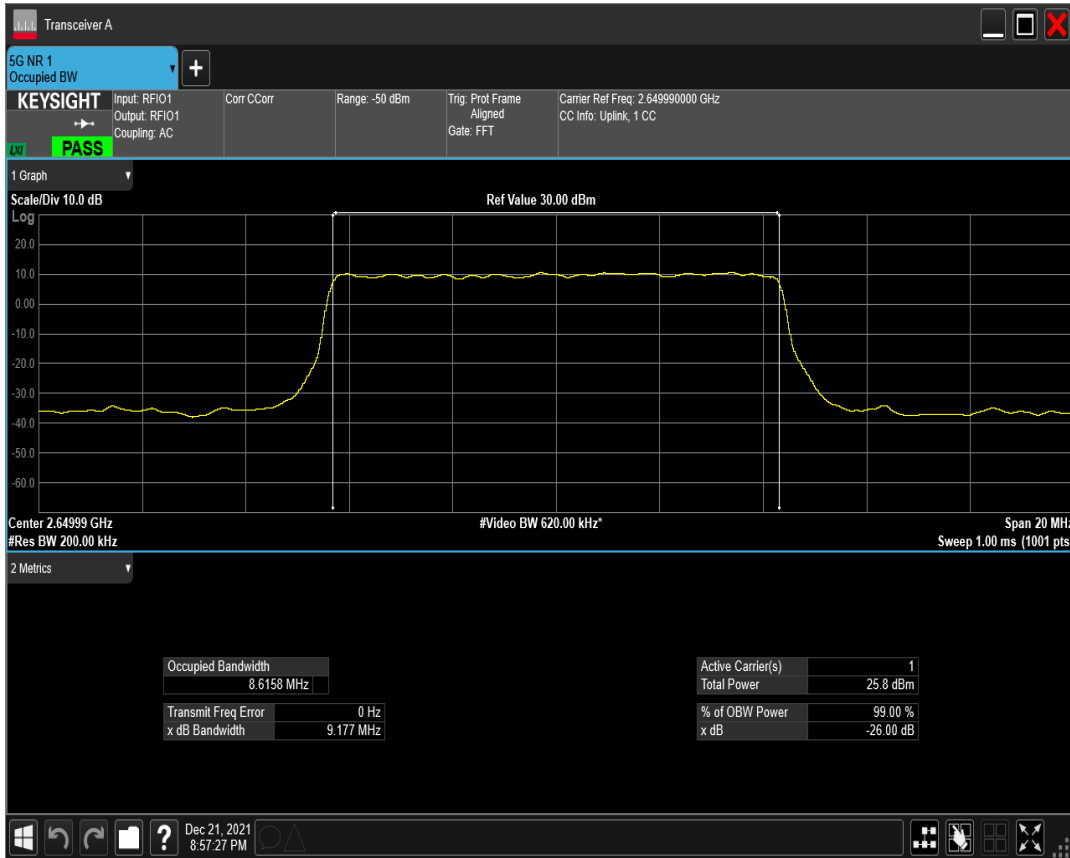 Transceiver A
5G NR 1
Occupied BW
KEYSIGHT
LXI
PASS
Input: RFIO1
Output: RFIO1
Coupling: AC
Corr CCorr
Range: -50 dBm
Trig: Prot Frame
Aligned
Gate: FFT
Carrier Ref Freq: 2.649990000 GHz
CC Info: Uplink, 1 CC
1 Graph
Scale/Div 10.0 dB
Ref Value 30.00 dBm
Log
20.0
10.0
0.00
-10.0
-20.0
-30.0
-40.0
-50.0
-60.0
Center 2.64999 GHz
#Video BW 620.00 kHz*
Span 20 MHz
#Res BW 200.00 kHz
Sweep 1.00 ms (1001 pts
2 Metrics
Occupied Bandwidth
8.6158 MHz
Transmit Freq Error 0 Hz
x dB Bandwidth 9.177 MHz
Active Carrier(s) 1
Total Power 25.8 dBm
% of OBW Power 99.00 %
x dB -26.00 dB
?
Dec 21, 2021
8:57:27 PM